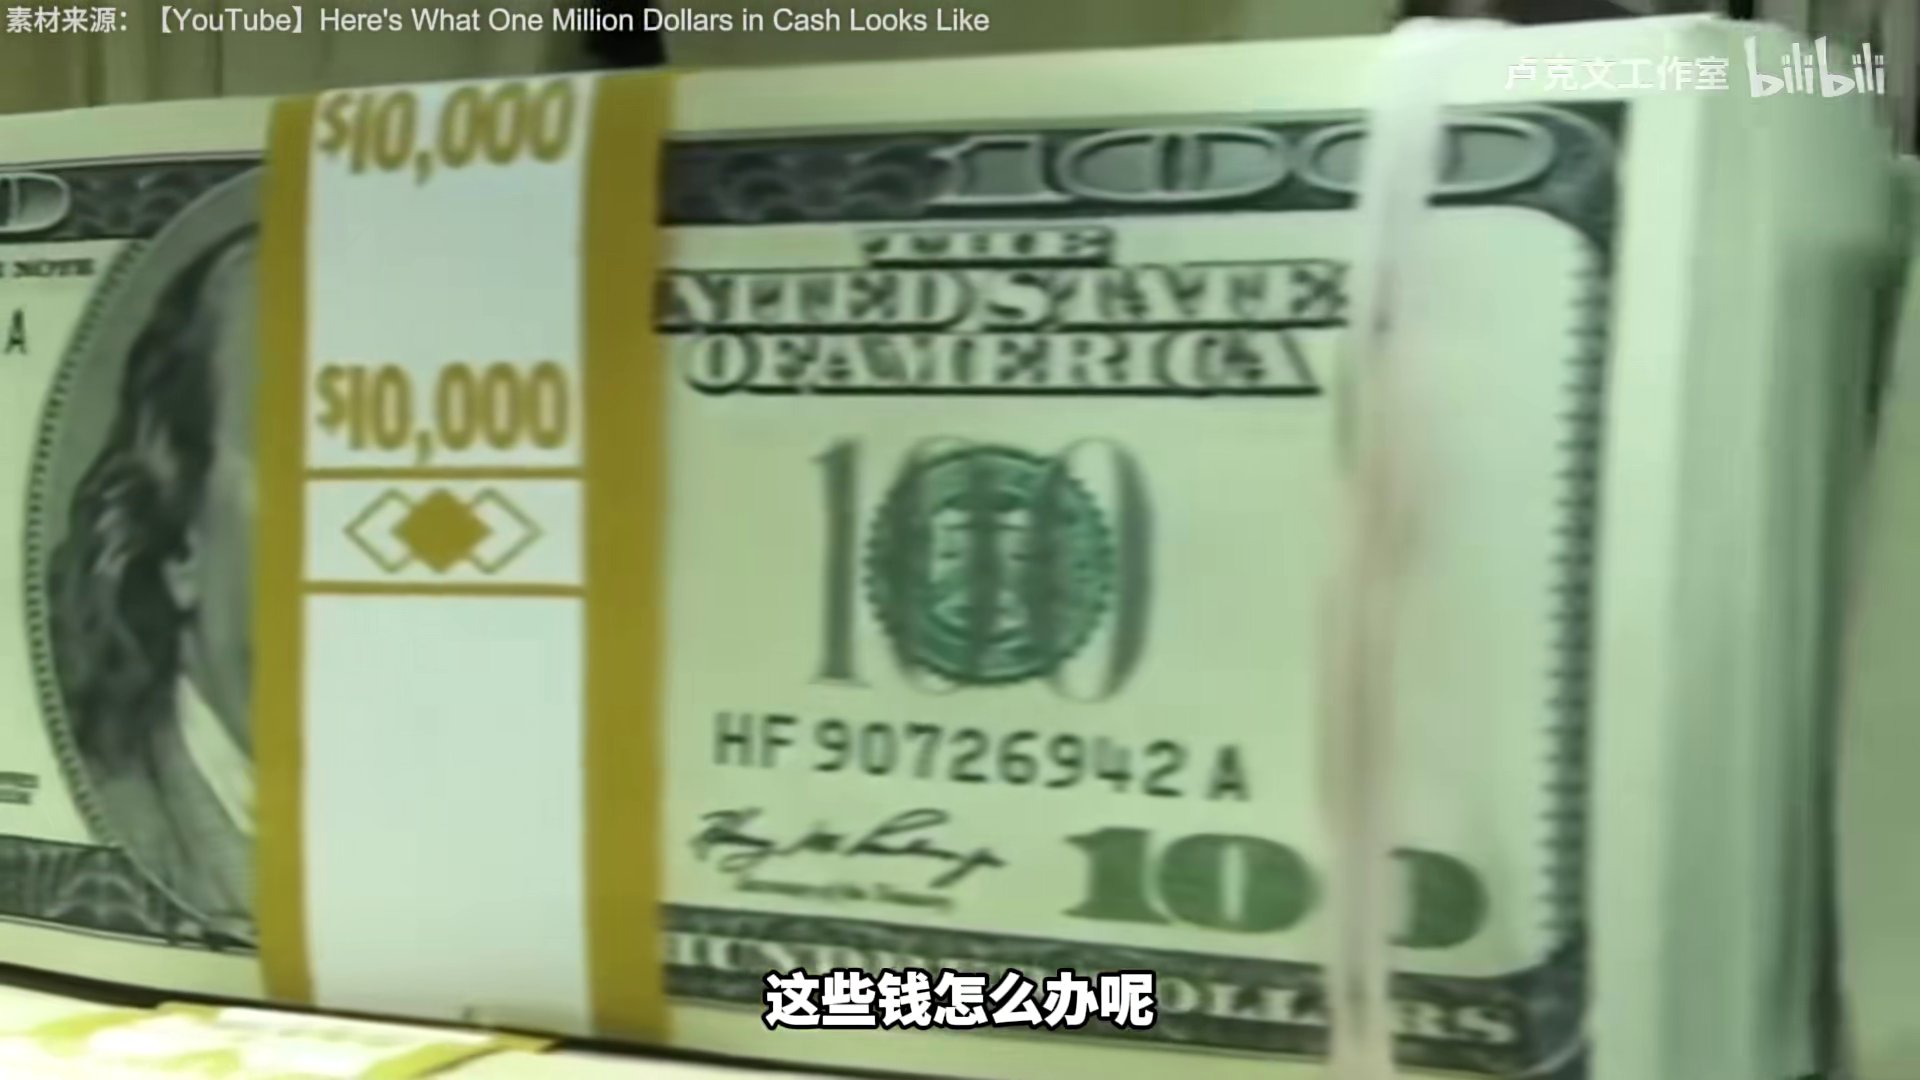 素材来源：【YouTube】Here's What One Million Dollars in Cash Looks Like
卢克文工作室 bilibili
$10,000
100
THE
NITED STATES
OF AMERICA
A
$10,000
100
HF 90726942 A
100
这些钱怎么办呢